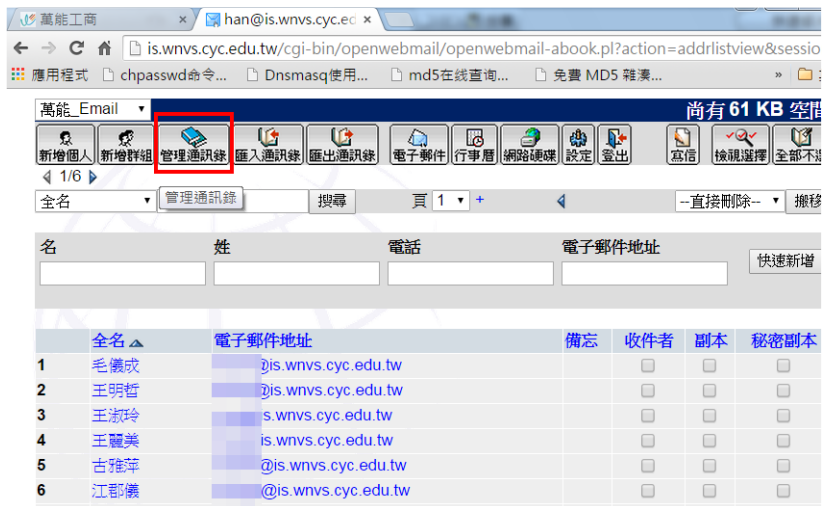 萬能工商 × han@is.wnvs.cyc.ed ×
is.wnvs.cyc.edu.tw/cgi-bin/openwebmail/openwebmail-abook.pl?action=addrlistview&sessio
應用程式 chpasswd命令... Dnsmasq使用... md5在线查询... 免費 MD5 雜湊... »
萬能_Email 尚有 61 KB 空間
新增個人 新增群組 管理通訊錄 匯入通訊錄 匯出通訊錄 電子郵件 行事曆 網路硬碟 設定 登出 寫信 檢視選擇 全部不選
1/6
全名 管理通訊錄 搜尋 頁 1 + --直接刪除-- 搬移
名 姓 電話 電子郵件地址
快速新增
全名 電子郵件地址 備忘 收件者 副本 秘密副本
1 毛儀成 @is.wnvs.cyc.edu.tw
2 王明哲 @is.wnvs.cyc.edu.tw
3 王淑玲 s.wnvs.cyc.edu.tw
4 王麗美 is.wnvs.cyc.edu.tw
5 古雅萍 @is.wnvs.cyc.edu.tw
6 江郡儀 @is.wnvs.cyc.edu.tw